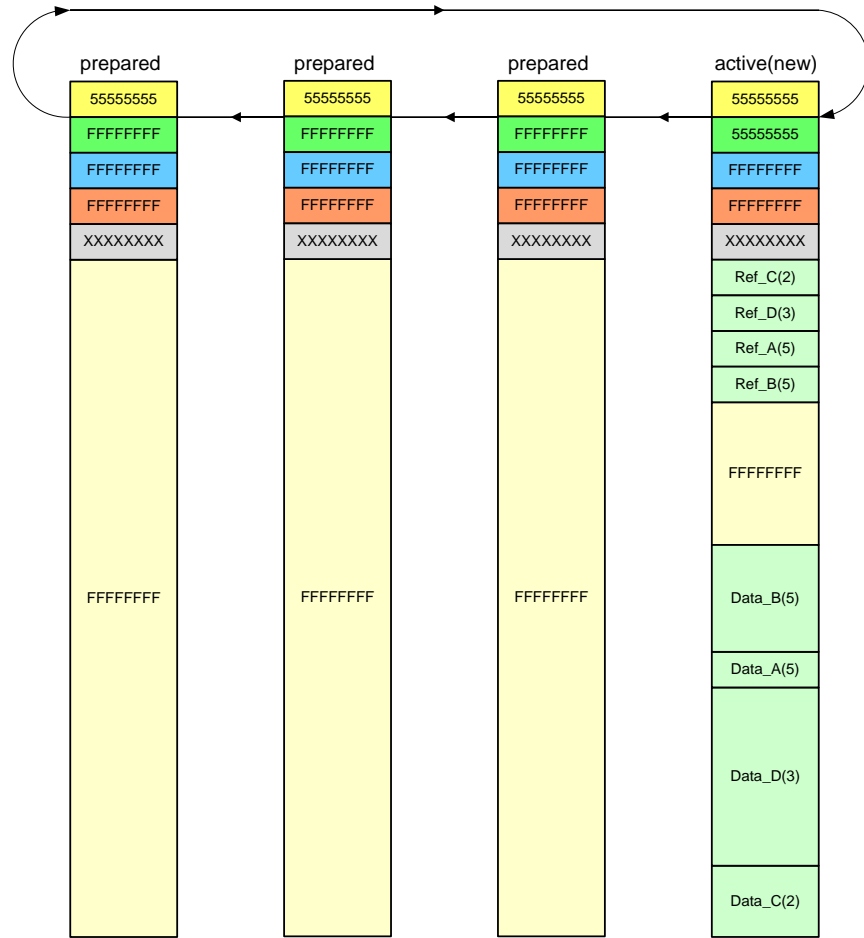 prepared
prepared
prepared
active(new)
55555555
55555555
55555555
55555555
FFFFFFFF
FFFFFFFF
FFFFFFFF
55555555
FFFFFFFF
FFFFFFFF
FFFFFFFF
FFFFFFFF
FFFFFFFF
FFFFFFFF
FFFFFFFF
FFFFFFFF
XXXXXXXX
XXXXXXXX
XXXXXXXX
XXXXXXXX
Ref_C(2)
Ref_D(3)
Ref_A(5)
Ref_B(5)
FFFFFFFF
FFFFFFFF
FFFFFFFF
FFFFFFFF
Data_B(5)
Data_A(5)
Data_D(3)
Data_C(2)